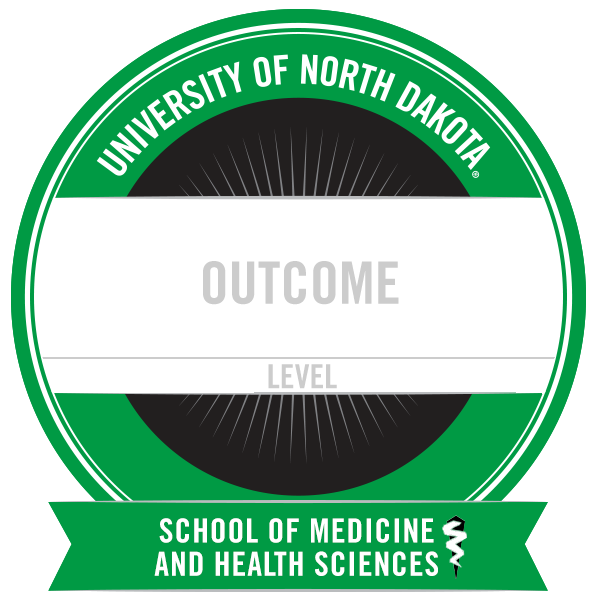 UNIVERSITY OF NORTH DAKOTA®
OUTCOME
LEVEL
SCHOOL OF MEDICINE
AND HEALTH SCIENCES